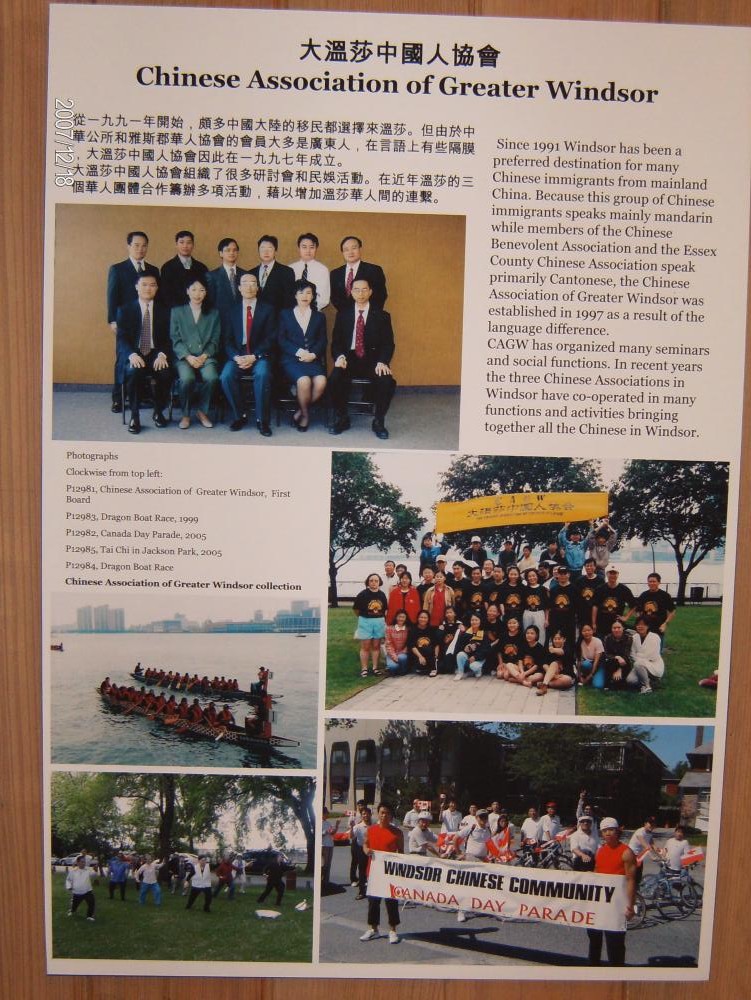 大溫莎中國人協會
Chinese Association of Greater Windsor
從一九九一年開始，頗多中國大陸的移民都選擇來溫莎。但由於中
華公所和雅斯郡華人協會的會員大多是廣東人，在言語上有些隔膜
，大溫莎中國人協會因此在一九九七年成立。
大溫莎中國人協會組織了很多研討會和民娛活動。在近年溫莎的三
個華人團體合作籌辦多項活動，藉以增加溫莎華人間的連繫。
Since 1991 Windsor has been a
preferred destination for many
Chinese immigrants from mainland
China. Because this group of Chinese
immigrants speaks mainly mandarin
while members of the Chinese
Benevolent Association and the Essex
County Chinese Association speak
primarily Cantonese, the Chinese
Association of Greater Windsor was
established in 1997 as a result of the
language difference.
CAGW has organized many seminars
and social functions. In recent years
the three Chinese Associations in
Windsor have co-operated in many
functions and activities bringing
together all the Chinese in Windsor.
Photographs
Clockwise from top left:
P12981, Chinese Association of Greater Windsor, First
Board
P12983, Dragon Boat Race, 1999
P12982, Canada Day Parade, 2005
P12985, Tai Chi in Jackson Park, 2005
P12984, Dragon Boat Race
Chinese Association of Greater Windsor collection
大溫莎中國人協會
WINDSOR CHINESE COMMUNITY
CANADA DAY PARADE
2007/12/18